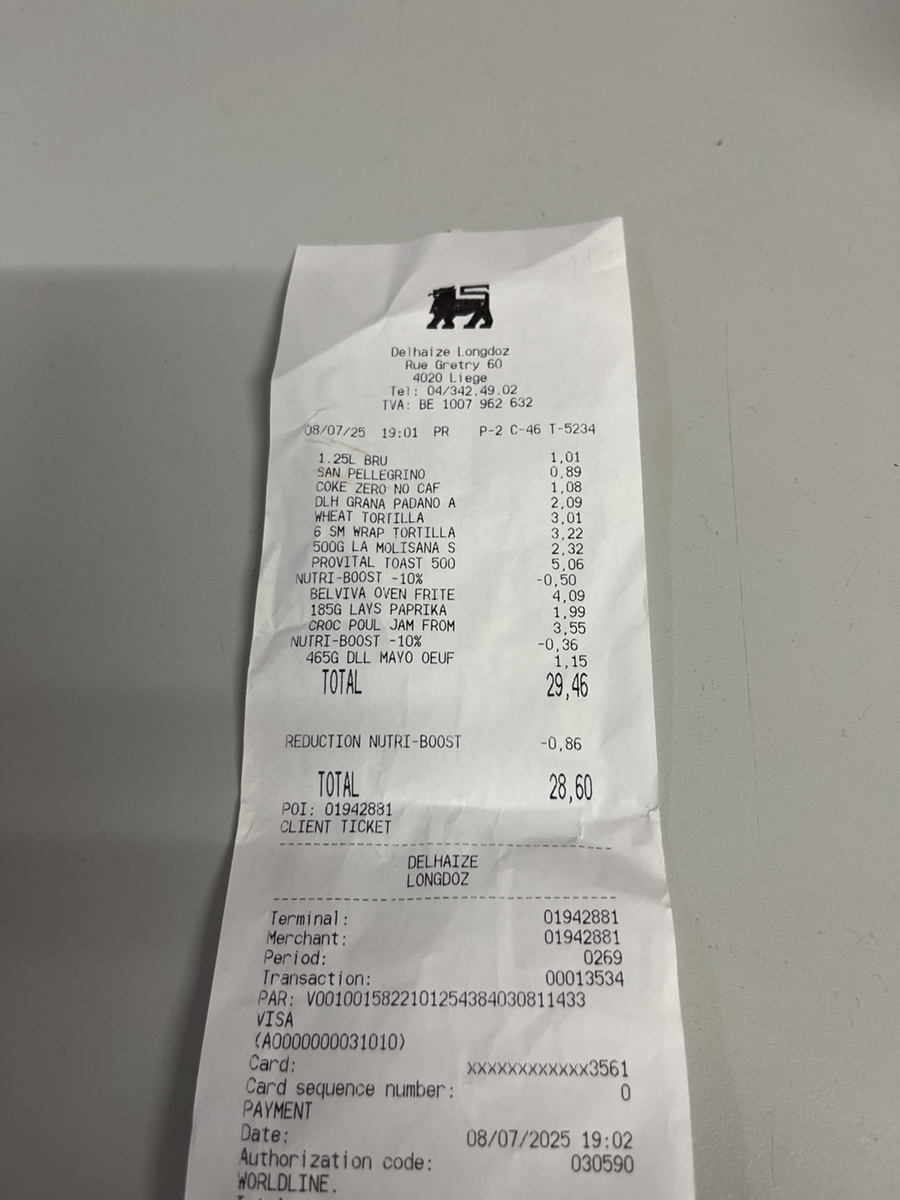 Delhaize Longdoz
Rue Gretry 60
4020 Liege
Tel: 04/342.49.02
TVA: BE 1007 962 632
08/07/25 19:01 PR P-2 C-46 T-5234
1.25L BRU 1,01
SAN PELLEGRINO 0,89
COKE ZERO NO CAF 1,08
DLH GRANA PADANO A 2,09
WHEAT TORTILLA 3,01
6 SM WRAP TORTILLA 3,22
500G LA MOLISANA S 2,32
PROVITAL TOAST 500 5,06
NUTRI-BOOST -10% -0,50
BELVIVA OVEN FRITE 4,09
185G LAYS PAPRIKA 1,99
CROC POUL JAM FROM 3,55
NUTRI-BOOST -10% -0,36
465G DLL MAYO OEUF 1,15
TOTAL 29,46
REDUCTION NUTRI-BOOST -0,86
TOTAL 28,60
POI: 01942881
CLIENT TICKET
DELHAIZE
LONGDOZ
Terminal: 01942881
Merchant: 01942881
Period: 0269
Transaction: 00013534
PAR: V0010015822101254384030811433
VISA
(A0000000031010)
Card: xxxxxxxxxxxx3561
Card sequence number: 0
PAYMENT
Date: 08/07/2025 19:02
Authorization code: 030590
WORLDLINE.